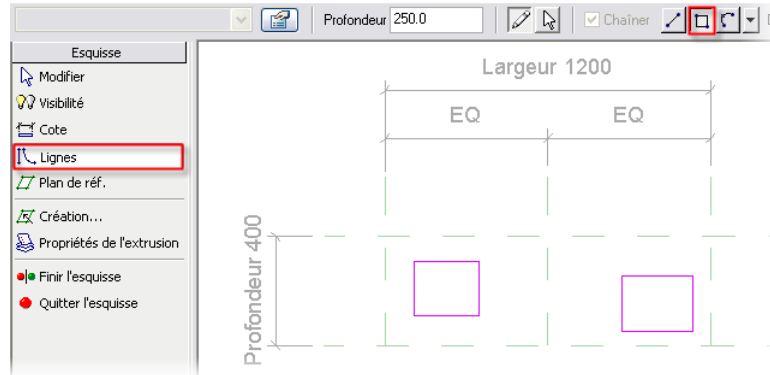 Profondeur 250.0
Chaîner
Esquisse
Modifier
Visibilité
Cote
Lignes
Plan de réf.
Création...
Propriétés de l'extrusion
Finir l'esquisse
Quitter l'esquisse
Largeur 1200
EQ EQ
Profondeur 400